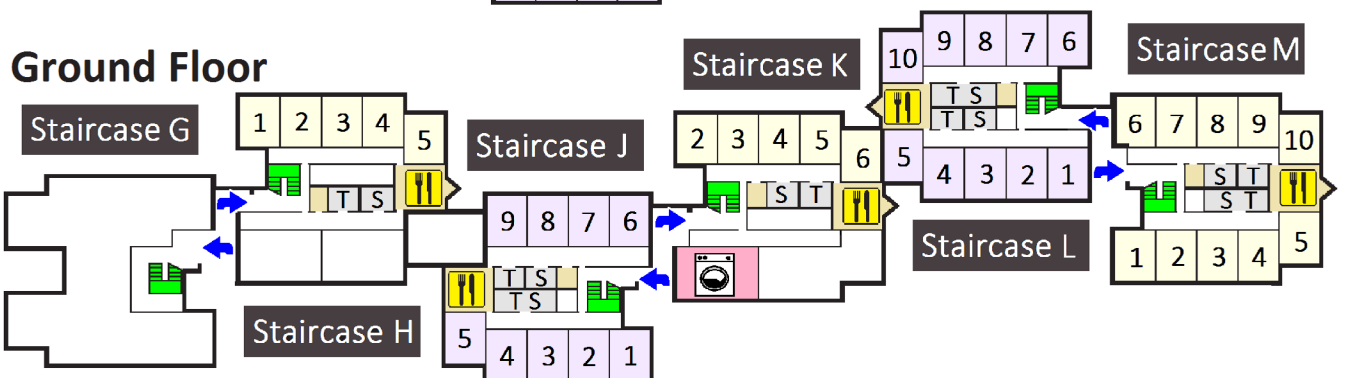 Ground Floor
Staircase G
1 2 3 4 5
T S
Staircase H
Staircase J
9 8 7 6
T S
T S
5 4 3 2 1
Staircase K
2 3 4 5 6
S T
10 9 8 7 6
T S
T S
5 4 3 2 1
Staircase L
Staircase M
6 7 8 9 10
S T
S T
1 2 3 4 5